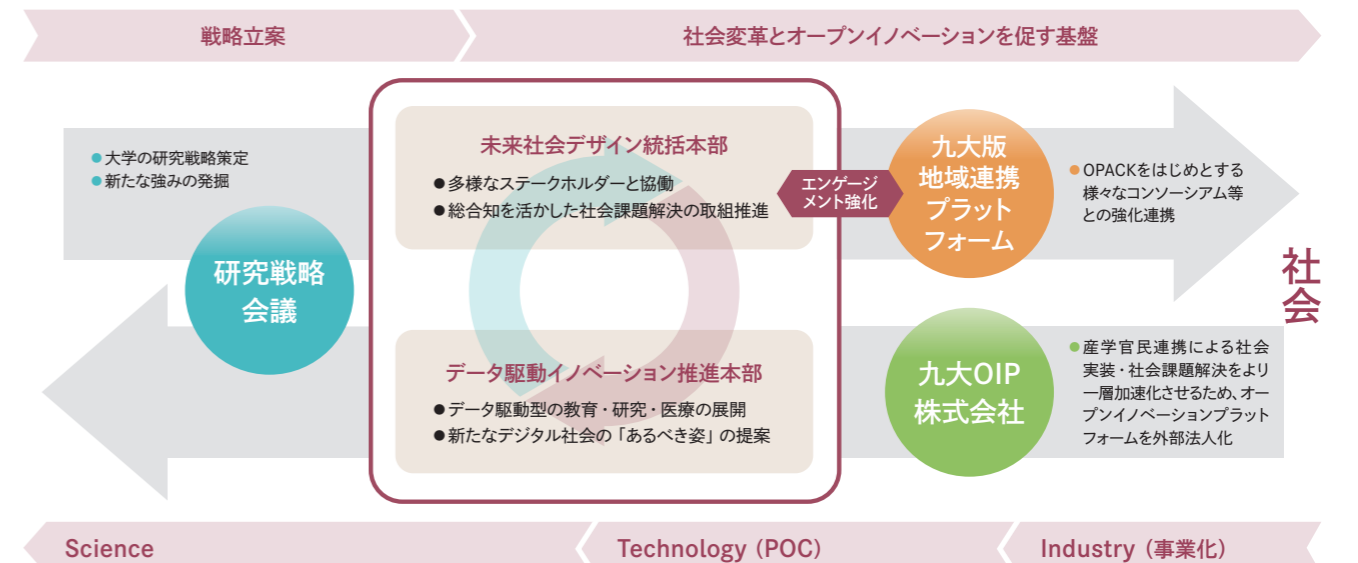 戦略立案
社会変革とオープンイノベーションを促す基盤
●大学の研究戦略策定
●新たな強みの発掘
研究戦略
会議
未来社会デザイン統括本部
●多様なステークホルダーと協働
●総合知を活かした社会課題解決の取組推進
データ駆動イノベーション推進本部
●データ駆動型の教育・研究・医療の展開
●新たなデジタル社会の「あるべき姿」の提案
エンゲージ
メント強化
九大版
地域連携
プラット
フォーム
●OPACKをはじめとする
様々なコンソーシアム等
との強化連携
九大OIP
株式会社
●産学官民連携による社会
実装・社会課題解決をより
一層加速化させるため、オー
プンイノベーションプラット
フォームを外部法人化
社会
Science
Technology（POC）
Industry（事業化）